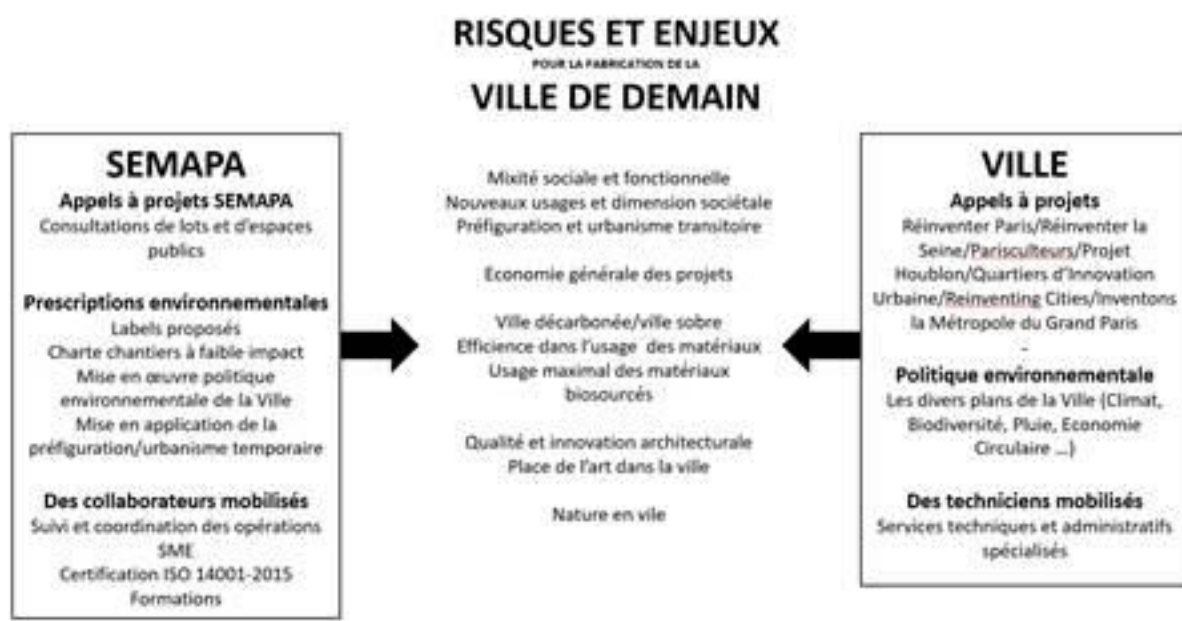 RISQUES ET ENJEUX
POUR LA FABRICATION DE LA
VILLE DE DEMAIN
SEMAPA
Appels à projets SEMAPA
Consultations de lots et d'espaces
publics
Prescriptions environnementales
Labels proposés
Charte chantiers à faible impact
Mise en œuvre politique
environnementale de la Ville
Mise en application de la
préfiguration/urbanisme temporaire
Des collaborateurs mobilisés
Suivi et coordination des opérations
SME
Certification ISO 14001-2015
Formations
Mixité sociale et fonctionnelle
Nouveaux usages et dimension sociétale
Préfiguration et urbanisme transitoire
Economie générale des projets
Ville décarbonée/ville sobre
Efficience dans l'usage des matériaux
Usage maximal des matériaux
biosourcés
Qualité et innovation architecturale
Place de l'art dans la ville
Nature en vile
VILLE
Appels à projets
Réinventer Paris/Réinventer la
Seine/Parisculteurs/Projet
Houblon/Quartiers d'Innovation
Urbaine/Reinventing Cities/Inventons
la Métropole du Grand Paris
-
Politique environnementale
Les divers plans de la Ville (Climat,
Biodiversité, Pluie, Economie
Circulaire ...)
Des techniciens mobilisés
Services techniques et administratifs
spécialisés